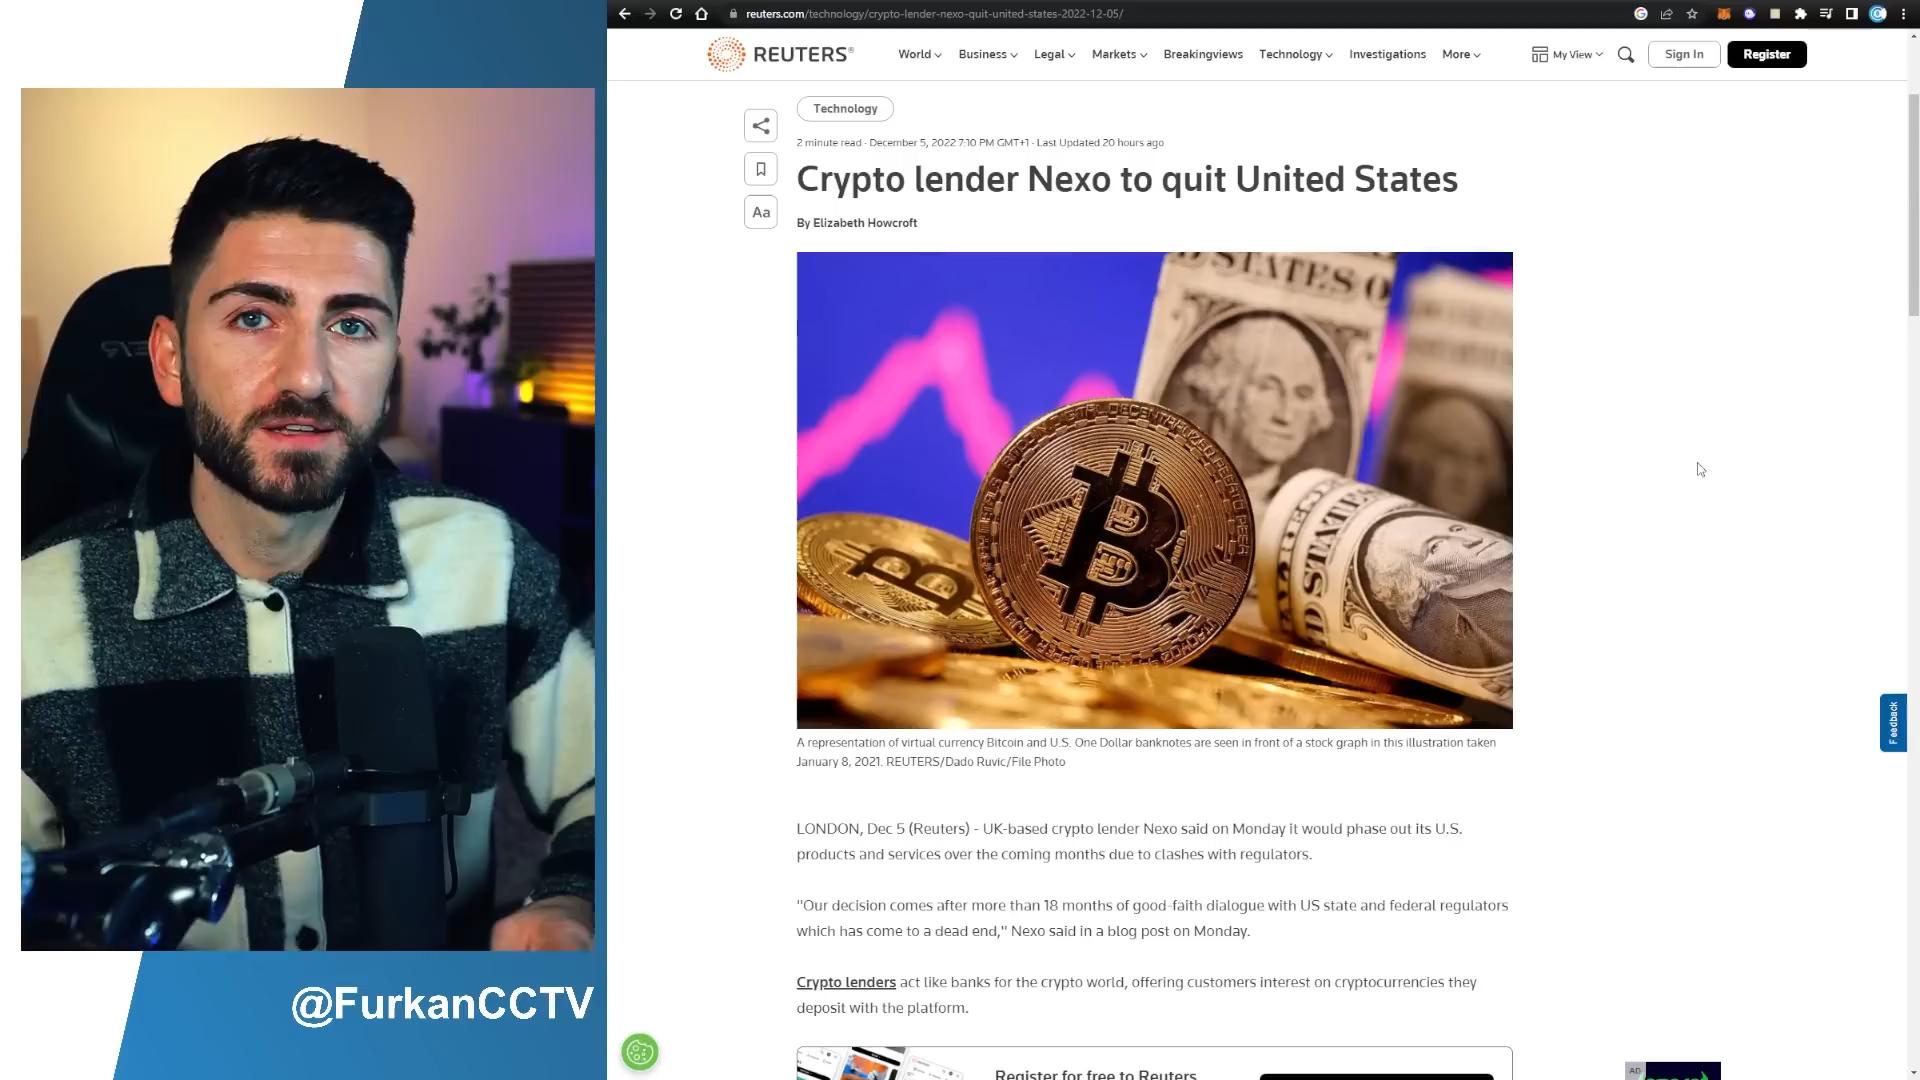 reuters.com/technology/crypto-lender-nexo-quit-united-states-2022-12-05/
REUTERS
World Business Legal Markets Breakingviews Technology Investigations More My View Sign In Register
Technology
2 minute read · December 5, 2022 7:10 PM GMT+1 · Last Updated 20 hours ago
Aa
Crypto lender Nexo to quit United States
By Elizabeth Howcroft
A representation of virtual currency Bitcoin and U.S. One Dollar banknotes are seen in front of a stock graph in this illustration taken
January 8, 2021. REUTERS/Dado Ruvic/File Photo
Feedback
LONDON, Dec 5 (Reuters) - UK-based crypto lender Nexo said on Monday it would phase out its U.S.
products and services over the coming months due to clashes with regulators.
"Our decision comes after more than 18 months of good-faith dialogue with US state and federal regulators
which has come to a dead end," Nexo said in a blog post on Monday.
Crypto lenders act like banks for the crypto world, offering customers interest on cryptocurrencies they
deposit with the platform.
Register for free to Reuters
AD
@FurkanCCTV